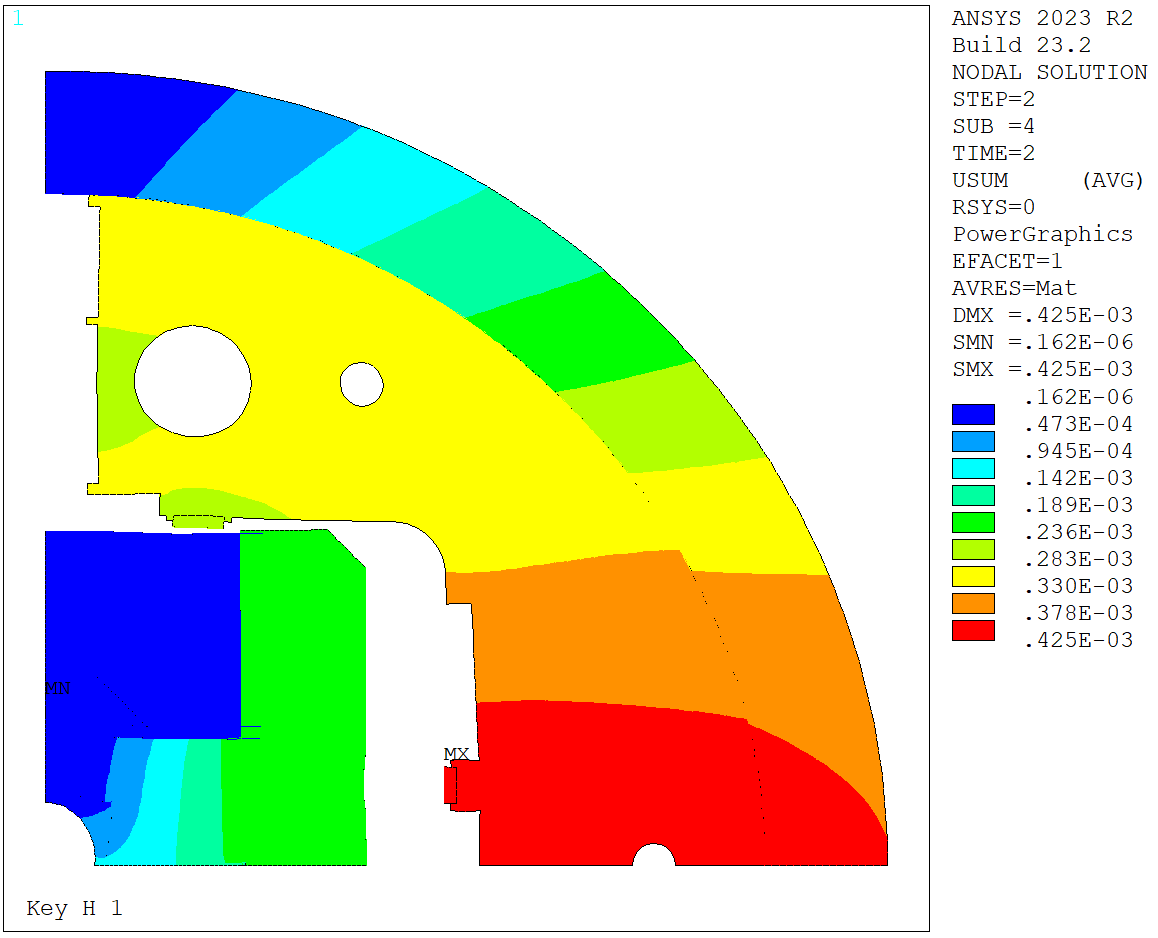 1
ANSYS 2023 R2
Build 23.2
NODAL SOLUTION
STEP=2
SUB =4
TIME=2
USUM (AVG)
RSYS=0
PowerGraphics
EFACET=1
AVRES=Mat
DMX =.425E-03
SMN =.162E-06
SMX =.425E-03
.162E-06
.473E-04
.945E-04
.142E-03
.189E-03
.236E-03
.283E-03
.330E-03
.378E-03
.425E-03
MN
MX
Key H 1